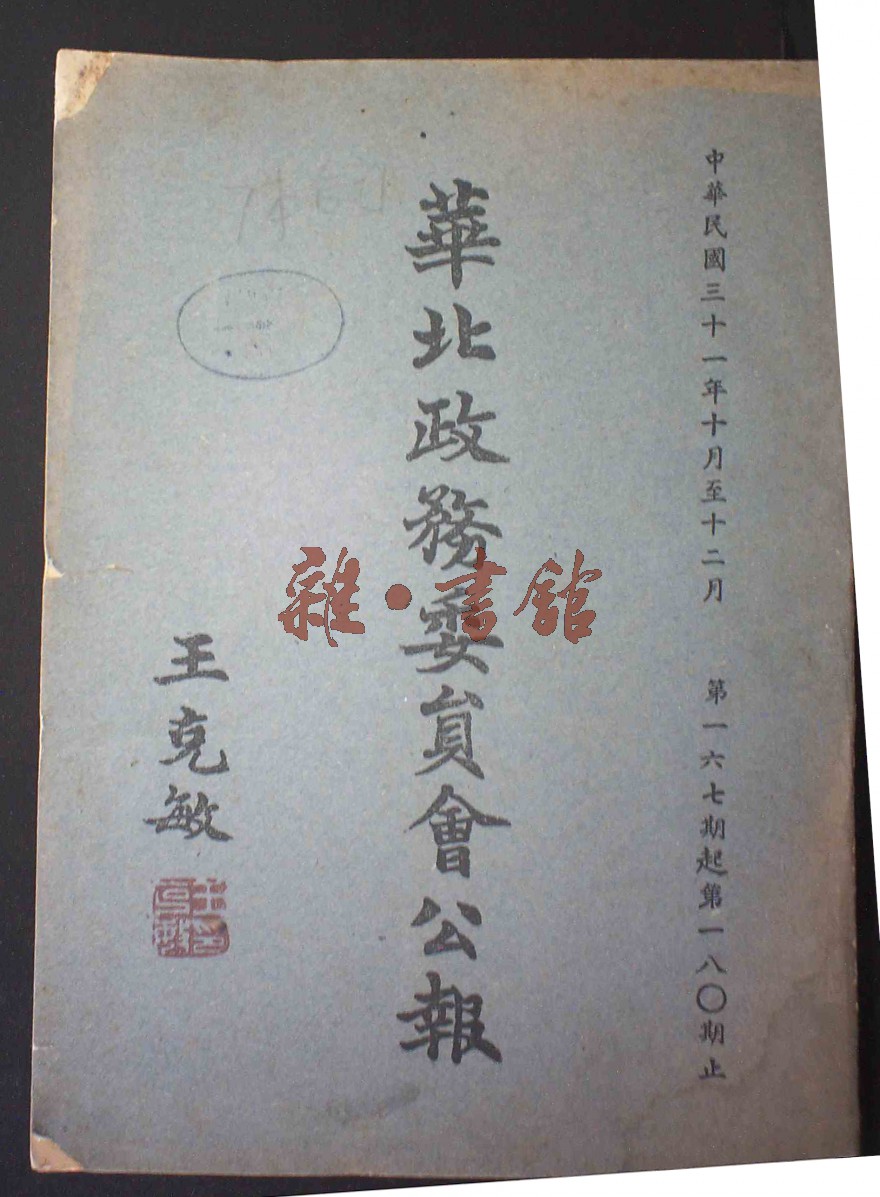 中華民國三十一年十月至十二月 第一六七期起第一八〇期止
華北政務委員會公報
王克敏
雜•書館